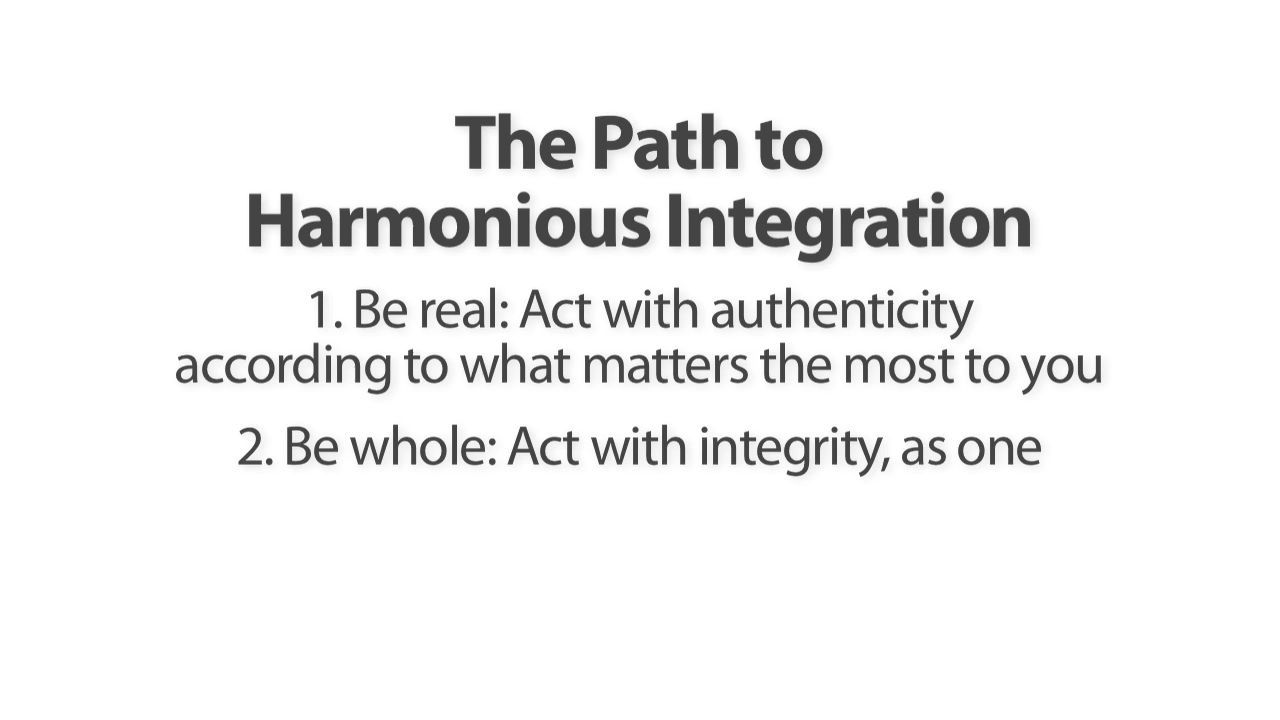 The Path to
Harmonious Integration
1. Be real: Act with authenticity
according to what matters the most to you
2. Be whole: Act with integrity, as one